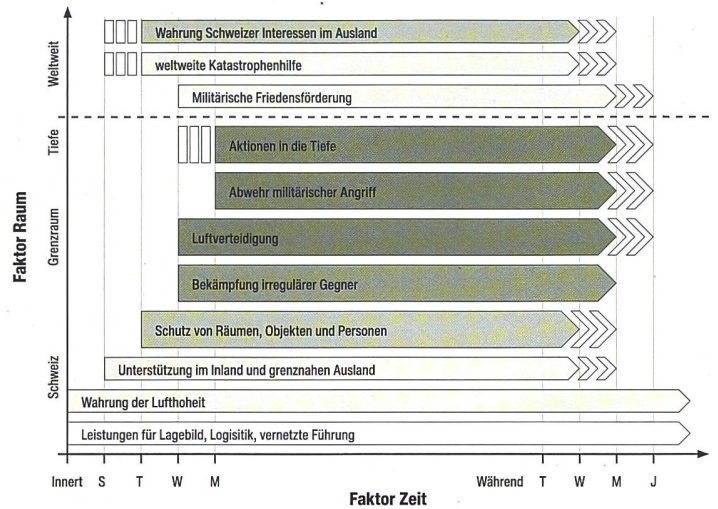 Wahrung Schweizer Interessen im Ausland
weltweite Katastrophenhilfe
Militärische Friedensförderung
Aktionen in die Tiefe
Abwehr militärischer Angriff
Luftverteidigung
Bekämpfung irregulärer Gegner
Schutz von Räumen, Objekten und Personen
Unterstützung im Inland und grenznahen Ausland
Wahrung der Lufthoheit
Leistungen für Lagebild, Logisitik, vernetzte Führung
Faktor Raum
Weltweit
Tiefe
Grenzraum
Schweiz
Innert S T W M Während T W M J
Faktor Zeit